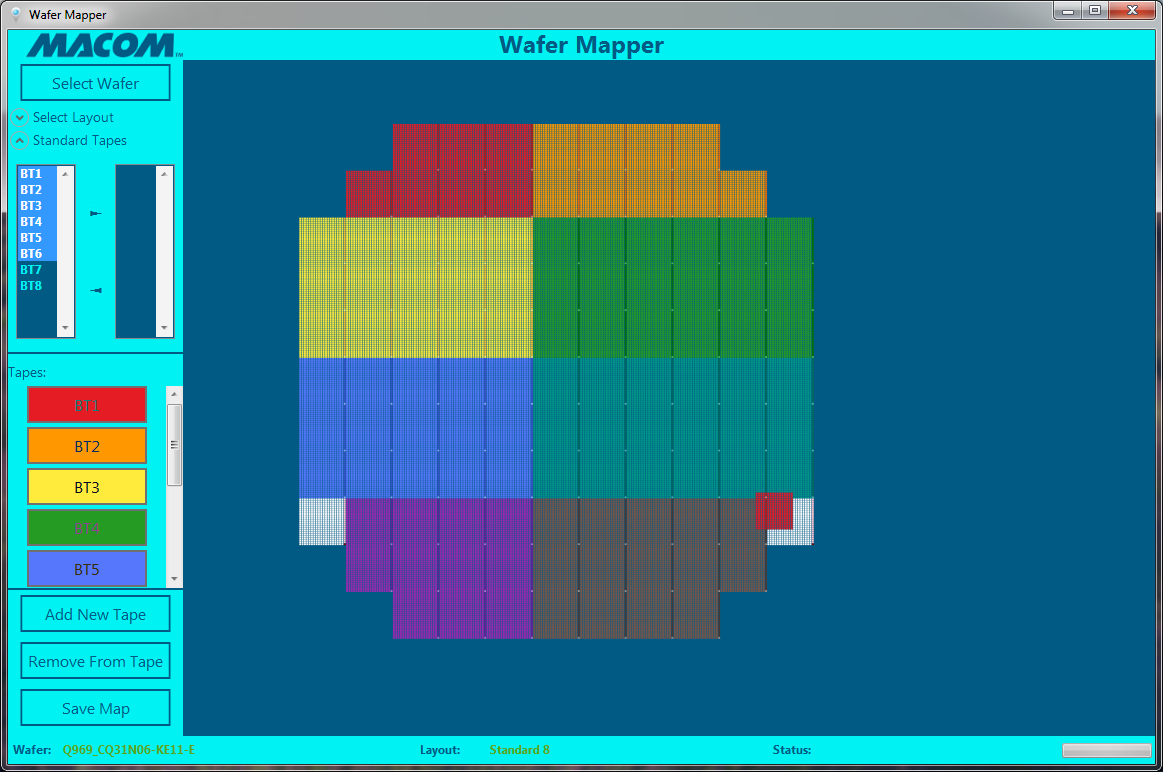 Wafer Mapper
MACOM™
Wafer Mapper
Select Wafer
Select Layout
Standard Tapes
BT1
BT2
BT3
BT4
BT5
BT6
BT7
BT8
Tapes:
BT1
BT2
BT3
BT4
BT5
Add New Tape
Remove From Tape
Save Map
Wafer: Q969_CQ31N06-KE11-E Layout: Standard 8 Status: